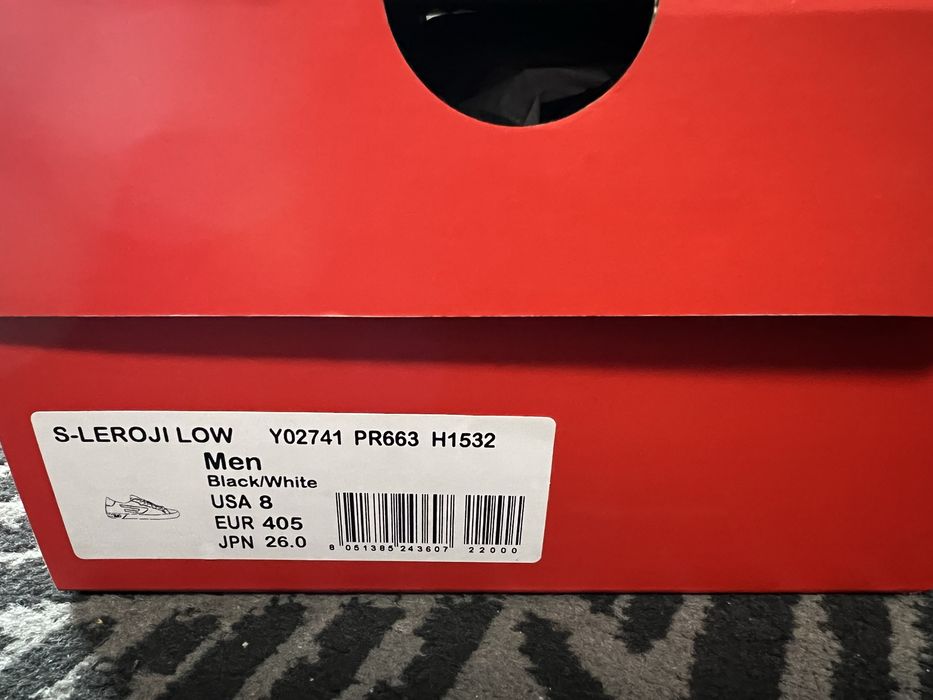 S-LEROJI LOW Y02741 PR663 H1532
Men
Black/White
USA 8
EUR 405
JPN 26.0
8 051385 243607 22000